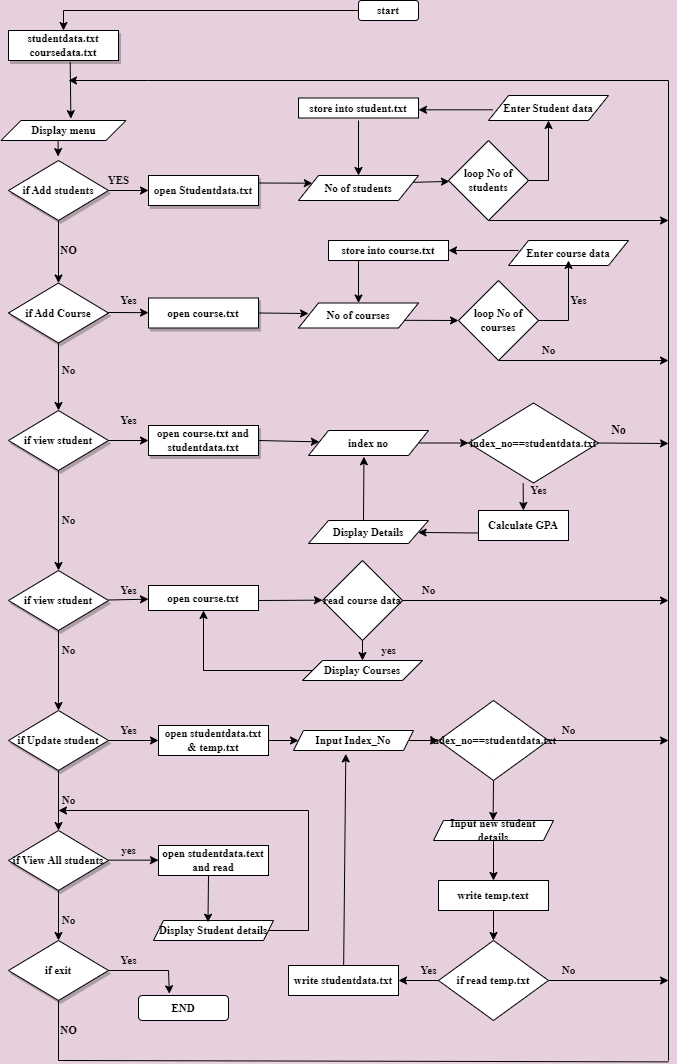 start
studentdata.txt
coursedata.txt
Display menu
store into student.txt
Enter Student data
if Add students
YES
open Studentdata.txt
No of students
loop No of
students
NO
store into course.txt
Enter course data
if Add Course
Yes
open course.txt
No of courses
loop No of
courses
Yes
No
No
if view student
Yes
open course.txt and
studentdata.txt
index no
index_no==studentdata.txt
No
Yes
Calculate GPA
Display Details
No
if view student
Yes
open course.txt
read course data
No
yes
Display Courses
No
if Update student
Yes
open studentdata.txt
& temp.txt
Input Index_No
index_no==studentdata.txt
No
Input new student
details
No
if View All students
yes
open studentdata.text
and read
write temp.text
Display Student details
No
if exit
Yes
END
write studentdata.txt
Yes
if read temp.txt
No
NO